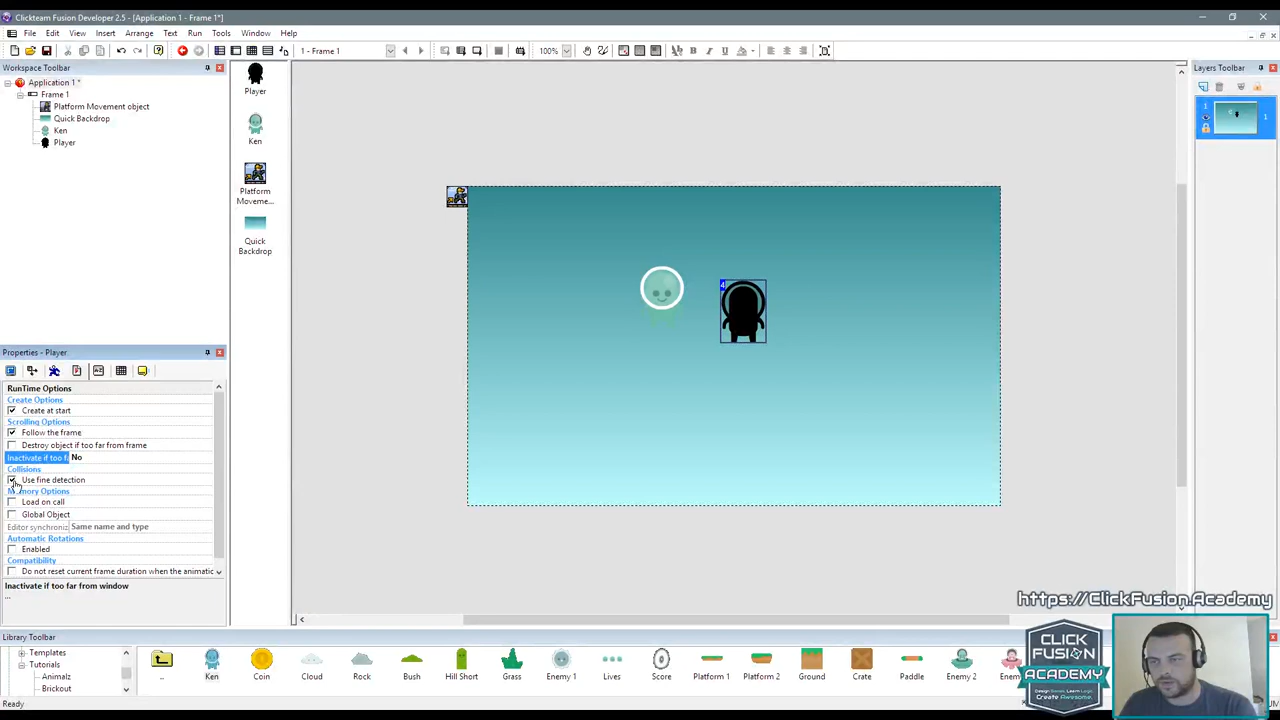 Clickteam Fusion Developer 2.5 - [Application 1 - Frame 1*]
File Edit View Insert Arrange Text Run Tools Window Help
1 - Frame 1
100%
Workspace Toolbar
Application 1 *
Frame 1
Platform Movement object
Quick Backdrop
Ken
Player
Player
Ken
Platform
Moveme...
Quick
Backdrop
4
Layers Toolbar
1
1
Properties - Player
RunTime Options
Create Options
Create at start
Scrolling Options
Follow the frame
Destroy object if too far from frame
Inactivate if too f No
Collisions
Use fine detection
Memory Options
Load on call
Global Object
Editor synchroniz Same name and type
Automatic Rotations
Enabled
Compatibility
Do not reset current frame duration when the animatic
Inactivate if too far from window
...
https://ClickFusion.Academy
Library Toolbar
Templates
Tutorials
Animalz
Brickout
..
Ken
Coin
Cloud
Rock
Bush
Hill Short
Grass
Enemy 1
Lives
Score
Platform 1
Platform 2
Ground
Crate
Paddle
Enemy 2
Enem
CLICK
FUSION
ACADEMY
Create Awesome.
Ready